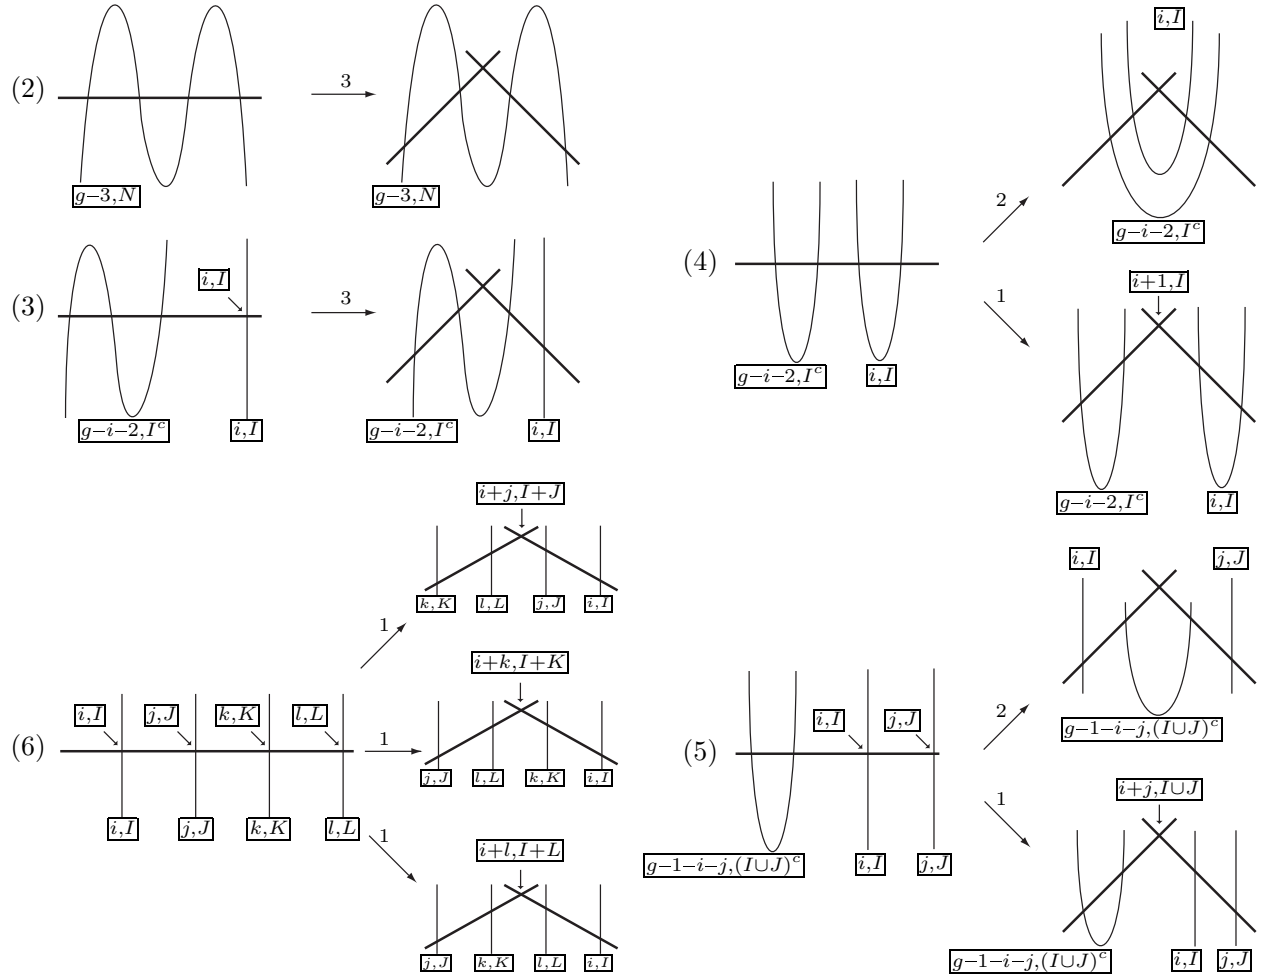 (2)
3
g−3,N
g−3,N
(3)
i,I
3
g−i−2,I^c
i,I
g−i−2,I^c
i,I
(4)
g−i−2,I^c
i,I
2
i,I
g−i−2,I^c
1
i+1,I
g−i−2,I^c
i,I
(6)
i,I
j,J
k,K
l,L
i,I
j,J
k,K
l,L
1
i+j,I+J
k,K
l,L
j,J
i,I
1
i+k,I+K
j,J
l,L
k,K
i,I
1
i+l,I+L
j,J
k,K
l,L
i,I
(5)
i,I
j,J
g−1−i−j,(I∪J)^c
i,I
j,J
2
i,I
j,J
g−1−i−j,(I∪J)^c
1
i+j,I∪J
g−1−i−j,(I∪J)^c
i,I
j,J